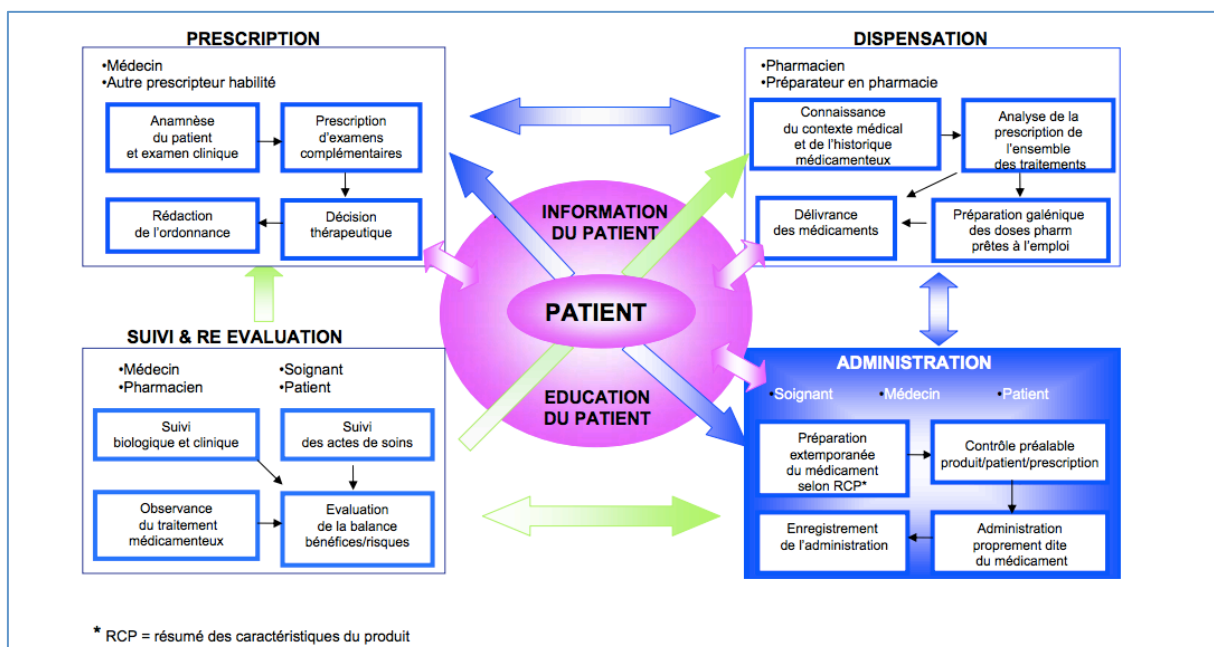 PRESCRIPTION
•Médecin
•Autre prescripteur habilité
Anamnèse
du patient
et examen clinique
Prescription
d'examens
complémentaires
Rédaction
de l'ordonnance
Décision
thérapeutique
DISPENSATION
•Pharmacien
•Préparateur en pharmacie
Connaissance
du contexte médical
et de l'historique
médicamenteux
Analyse de la
prescription de
l'ensemble
des traitements
Délivrance
des médicaments
Préparation galénique
des doses pharm
prêtes à l'emploi
INFORMATION
DU PATIENT
PATIENT
EDUCATION
DU PATIENT
SUIVI & RE EVALUATION
•Médecin
•Pharmacien
•Soignant
•Patient
Suivi
biologique et clinique
Suivi
des actes de soins
Observance
du traitement
médicamenteux
Evaluation
de la balance
bénéfices/risques
ADMINISTRATION
•Soignant
•Médecin
•Patient
Préparation
extemporanée
du médicament
selon RCP*
Contrôle préalable
produit/patient/prescription
Enregistrement
de l'administration
Administration
proprement dite
du médicament
* RCP = résumé des caractéristiques du produit